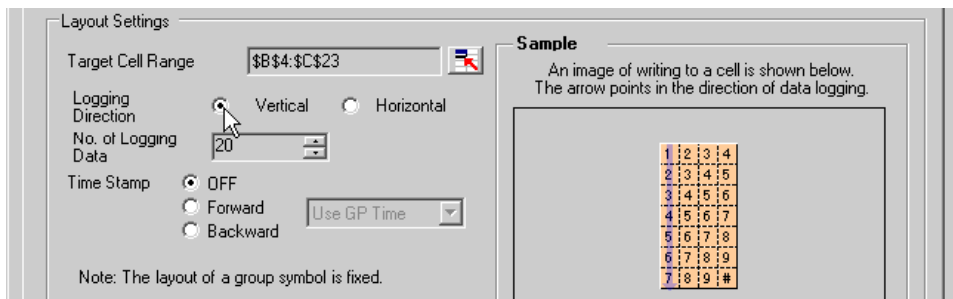 Layout Settings
Target Cell Range $B$4:$C$23
Logging Direction Vertical Horizontal
No. of Logging Data 20
Time Stamp OFF
Forward
Backward
Use GP Time
Note: The layout of a group symbol is fixed.
Sample
An image of writing to a cell is shown below.
The arrow points in the direction of data logging.
1 2 3 4
2 3 4 5
3 4 5 6
4 5 6 7
5 6 7 8
6 7 8 9
7 8 9 #